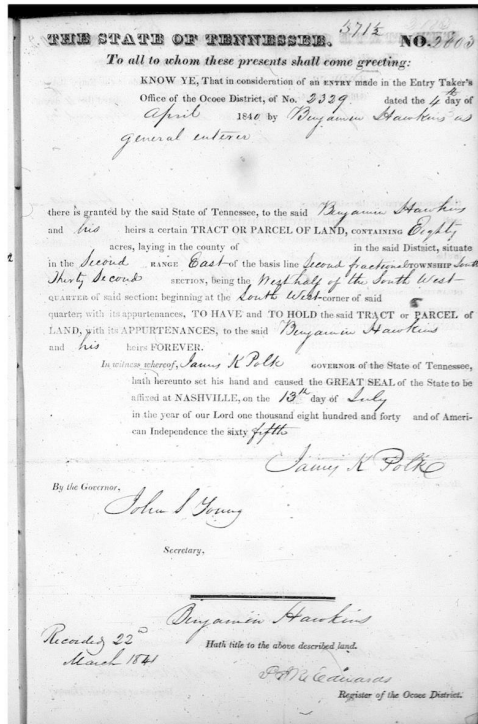 371½
THE STATE OF TENNESSEE. NO. 2603
To all to whom these presents shall come greeting:
KNOW YE, That in consideration of an ENTRY made in the Entry Taker's
Office of the Ocoee District, of No. 2329 dated the 4th day of
April 1840 by Benjamin Hawkins as
general enterer
there is granted by the said State of Tennessee, to the said Benjamin Hawkins
and his heirs a certain TRACT OR PARCEL OF LAND, CONTAINING Eighty
acres, laying in the county of in the said District, situate
in the Second RANGE East of the basis line Second fractional TOWNSHIP South
Thirty Second SECTION, being the West half of the South West
QUARTER of said section: beginning at the South West corner of said
quarter: with its appurtenances, TO HAVE and TO HOLD the said TRACT or PARCEL of
LAND, with its APPURTENANCES, to the said Benjamin Hawkins
and his heirs FOREVER.
In witness whereof, James K Polk GOVERNOR of the State of Tennessee,
hath hereunto set his hand and caused the GREAT SEAL of the State to be
affixed at NASHVILLE, on the 13th day of July
in the year of our Lord one thousand eight hundred and forty and of Ameri-
can Independence the sixty fifth
James K Polk
By the Governor,
John S Young
Secretary.
Benjamin Hawkins
Recorded 22d Hath title to the above described land.
March 1841
Edwards
Register of the Ocoee District.